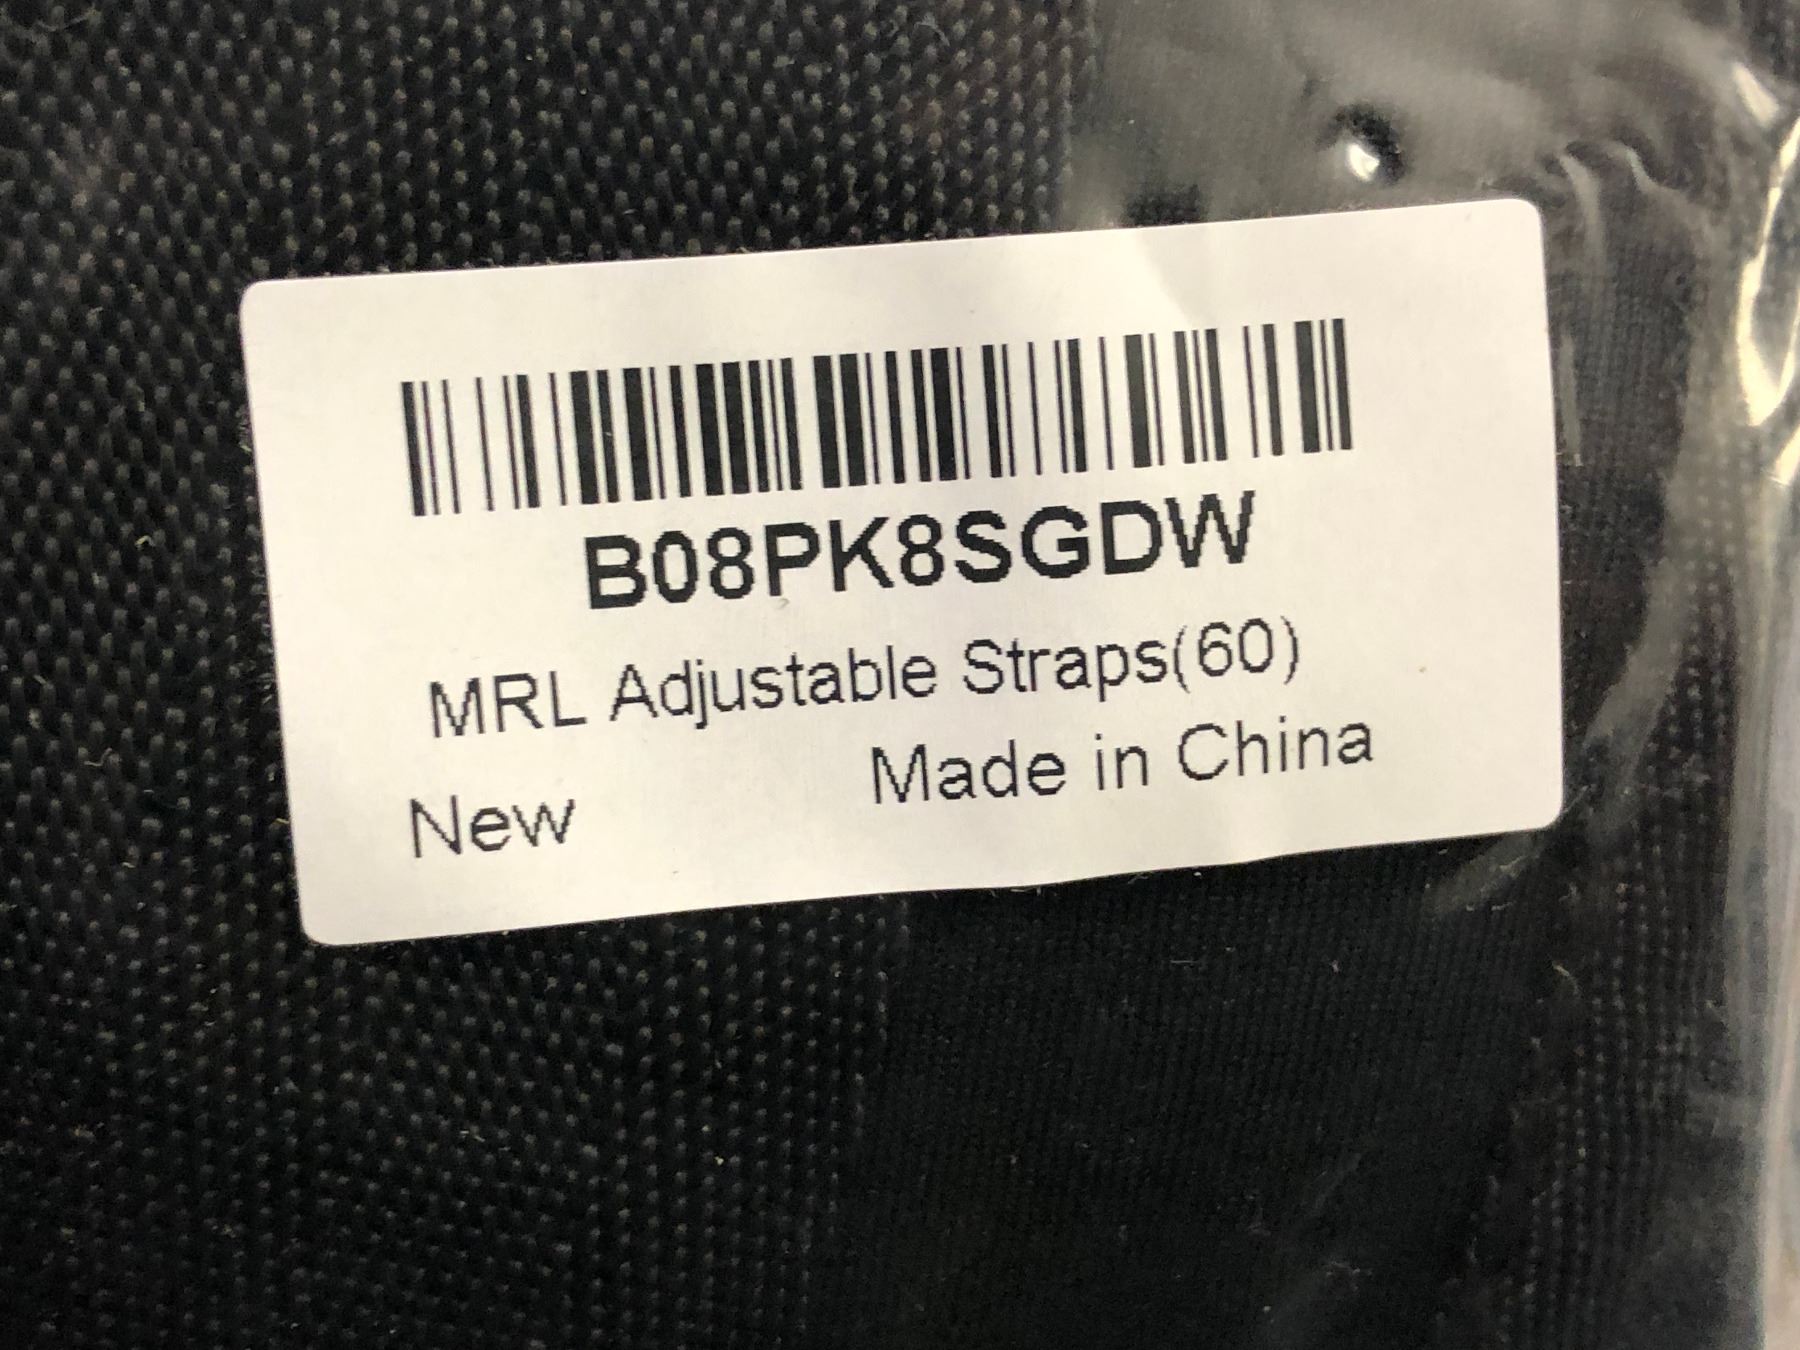 B08PK8SGDW
MRL Adjustable Straps(60)
Made in China
New